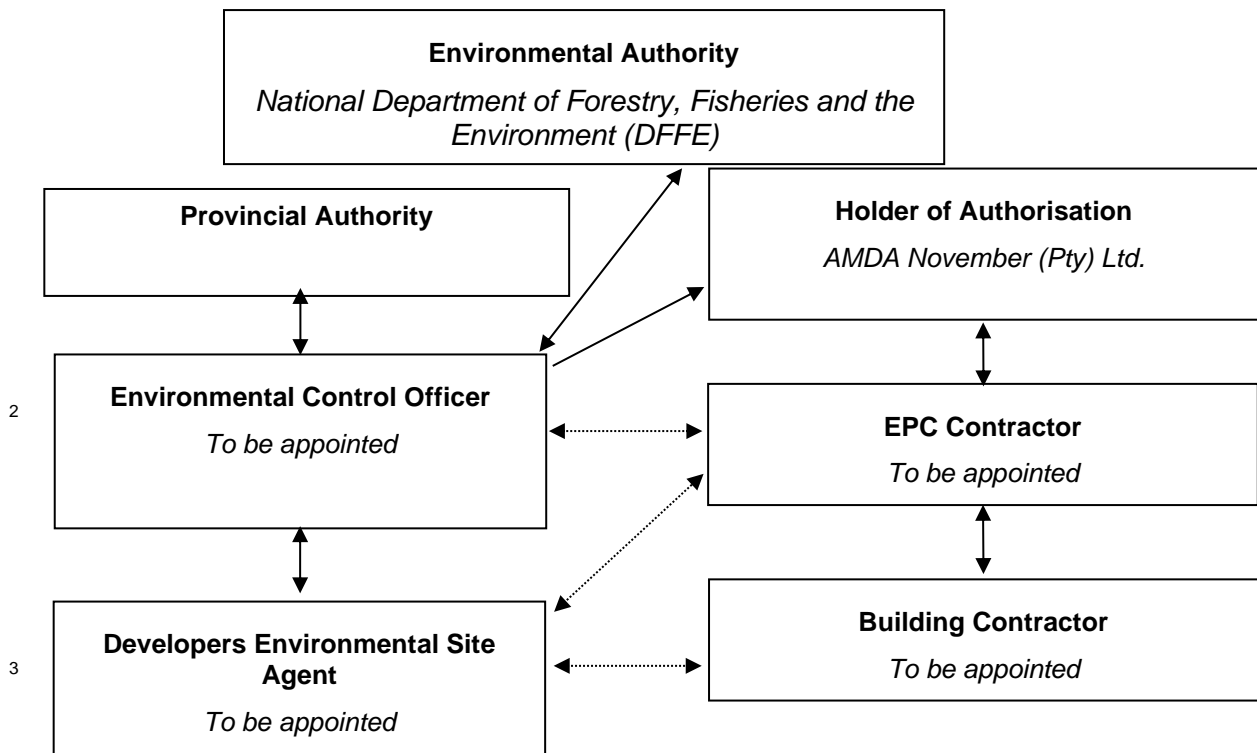 Environmental Authority
National Department of Forestry, Fisheries and the
Environment (DFFE)
Provincial Authority
Holder of Authorisation
AMDA November (Pty) Ltd.
2
Environmental Control Officer
To be appointed
EPC Contractor
To be appointed
3
Developers Environmental Site
Agent
To be appointed
Building Contractor
To be appointed